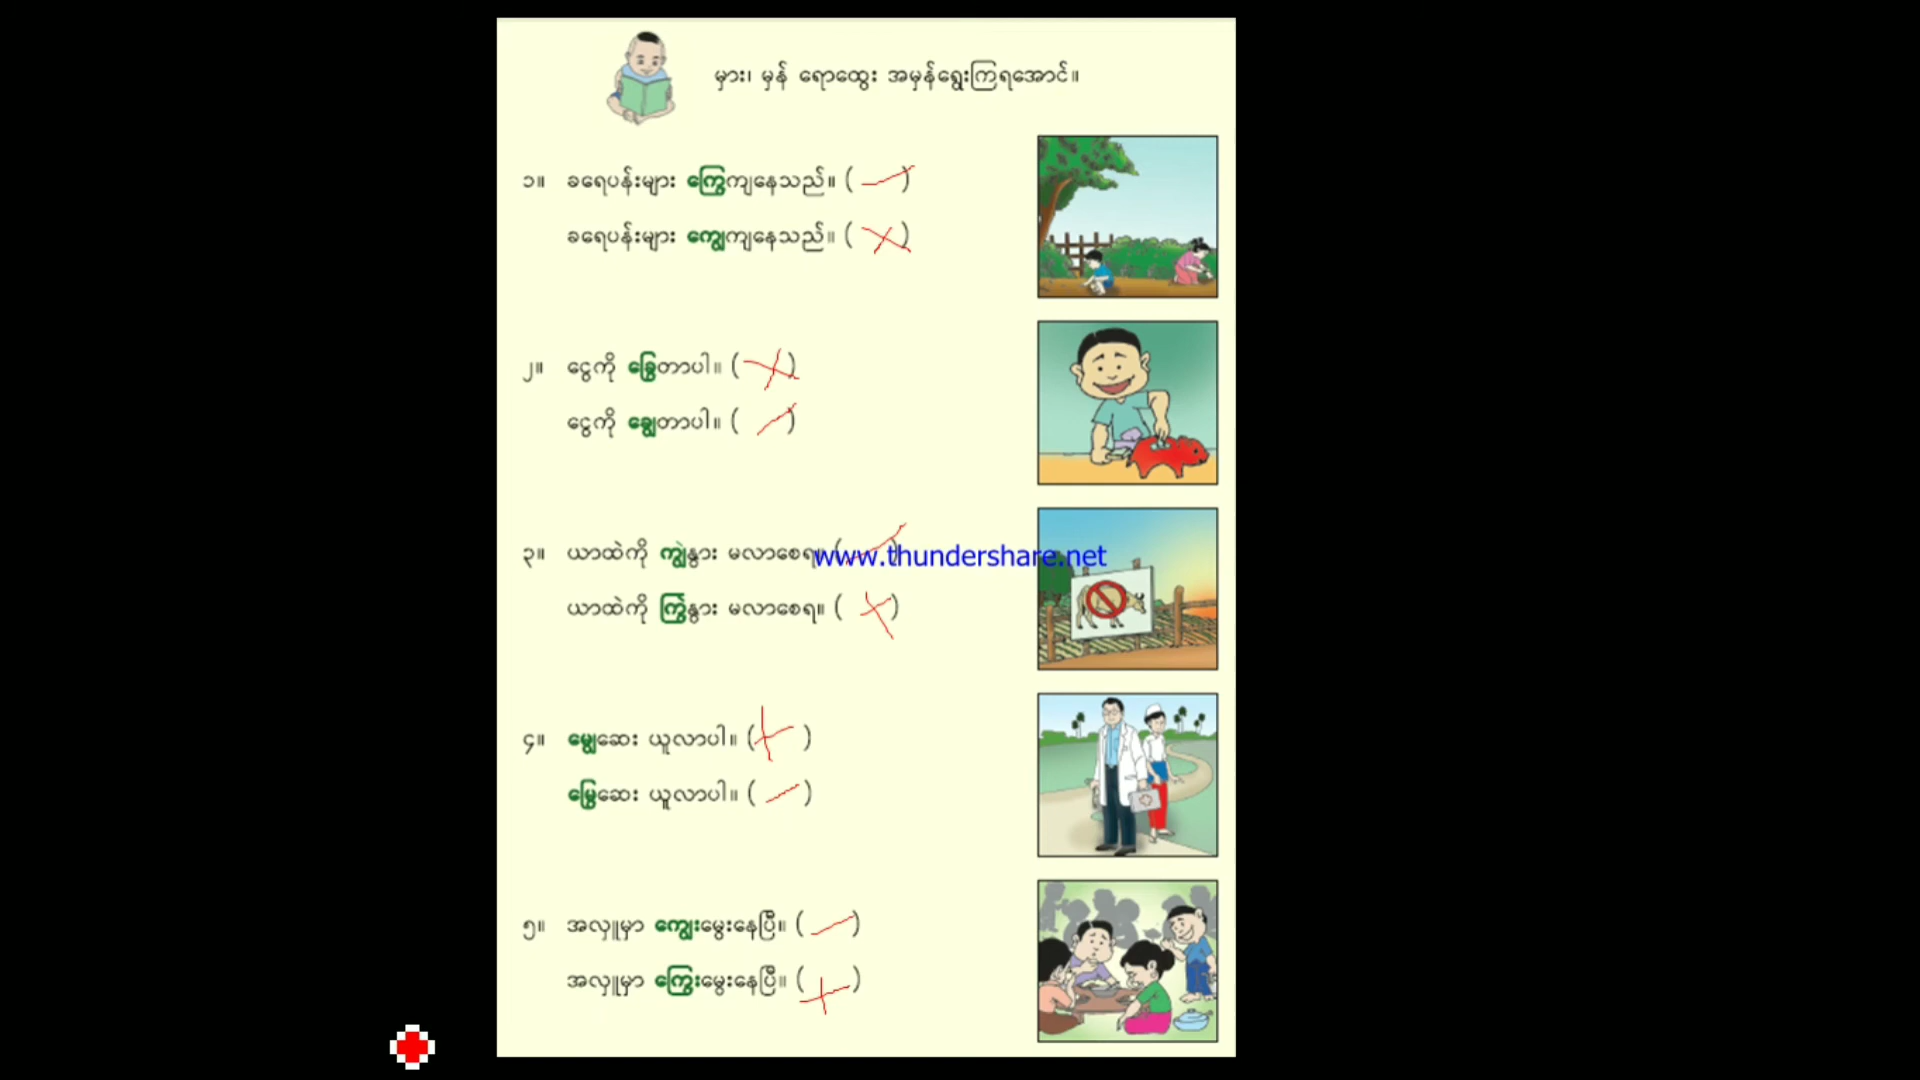 မှား၊ မှန် ရောထွေး အမှန်ရွေးကြရအောင်။
၁။ ခရေပန်းများ ကြွေကျနေသည်။ ( )
ခရေပန်းများ ကျွေကျနေသည်။ ( )
၂။ ငွေကို ခြွေတာပါ။ ( )
ငွေကို ချွေတာပါ။ ( )
၃။ ယာထဲကို ကျွဲနွား မလာစေရ။ ( )
www.thundershare.net
ယာထဲကို ကြွဲနွား မလာစေရ။ ( )
၄။ မျွေဆေး ယူလာပါ။ ( )
မြွေဆေး ယူလာပါ။ ( )
၅။ အလှူမှာ ကျွေးမွေးနေပြီ။ ( )
အလှူမှာ ကြွေးမွေးနေပြီ။ ( )